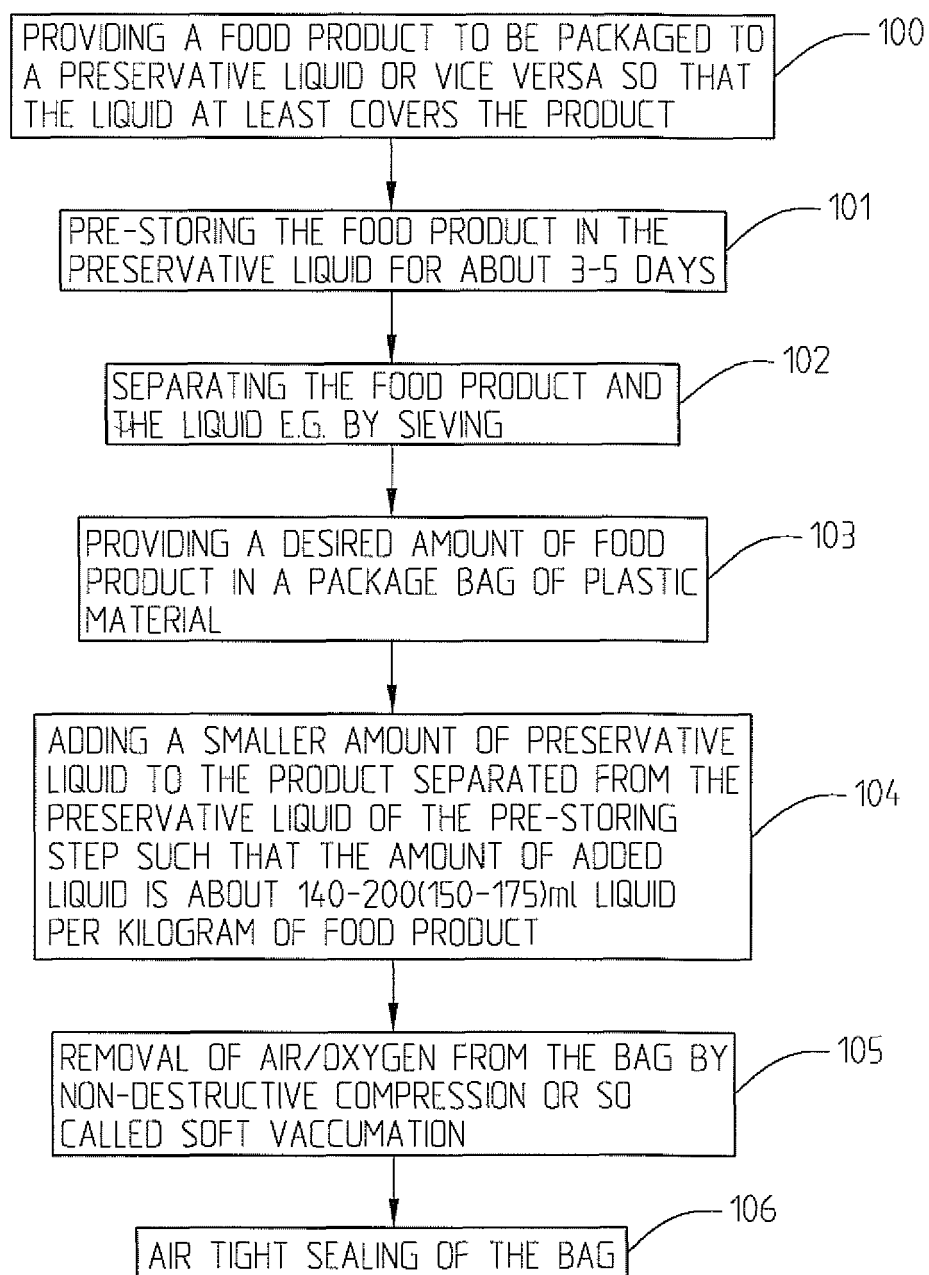 PROVIDING A FOOD PRODUCT TO BE PACKAGED TO
A PRESERVATIVE LIQUID OR VICE VERSA SO THAT
THE LIQUID AT LEAST COVERS THE PRODUCT
100
PRE-STORING THE FOOD PRODUCT IN THE
PRESERVATIVE LIQUID FOR ABOUT 3-5 DAYS
101
SEPARATING THE FOOD PRODUCT AND
THE LIQUID E.G. BY SIEVING
102
PROVIDING A DESIRED AMOUNT OF FOOD
PRODUCT IN A PACKAGE BAG OF PLASTIC
MATERIAL
103
ADDING A SMALLER AMOUNT OF PRESERVATIVE
LIQUID TO THE PRODUCT SEPARATED FROM THE
PRESERVATIVE LIQUID OF THE PRE-STORING
STEP SUCH THAT THE AMOUNT OF ADDED
LIQUID IS ABOUT 140-200(150-175)ml LIQUID
PER KILOGRAM OF FOOD PRODUCT
104
REMOVAL OF AIR/OXYGEN FROM THE BAG BY
NON-DESTRUCTIVE COMPRESSION OR SO
CALLED SOFT VACCUMATION
105
AIR TIGHT SEALING OF THE BAG
106